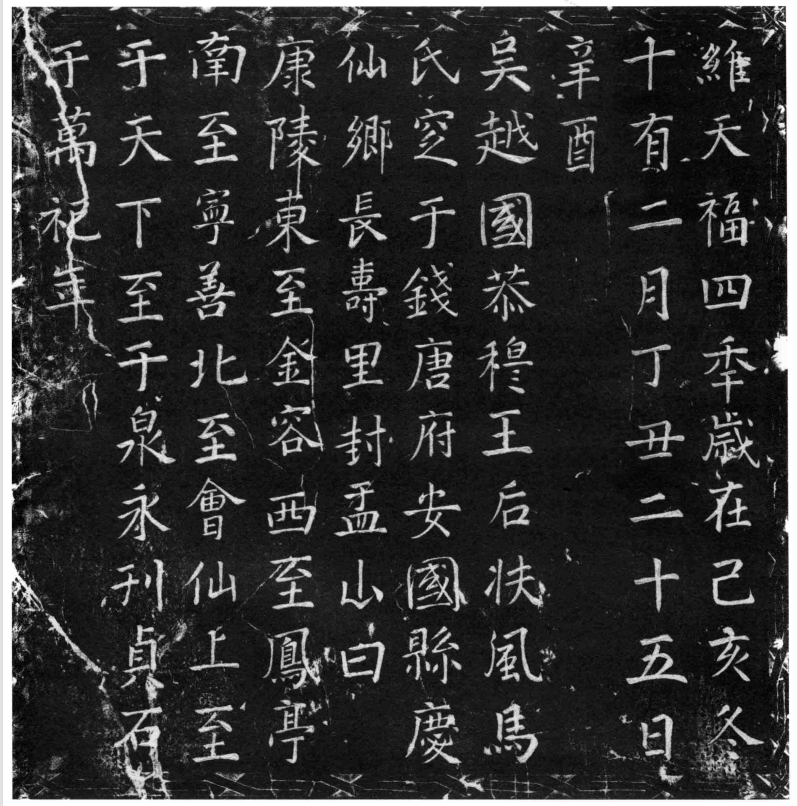 維天福四秊歳在己亥冬
十有二月丁丑二十五日
辛酉
吴越國恭穆王后扶風馬
氏窆于錢唐府安國縣慶
仙鄉長壽里封盂山曰
康陵東至金容西至鳳亭
南至寧善北至會仙上至
于天下至于泉永刊貞石
于萬祀年